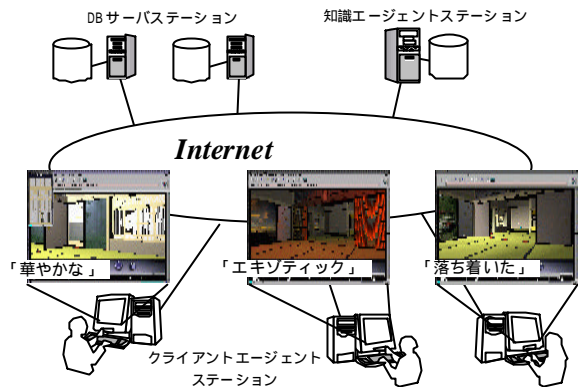 DBサーバステーション
知識エージェントステーション
Internet
「華やかな」
「エキゾティック」
「落ち着いた」
クライアントエージェント
ステーション